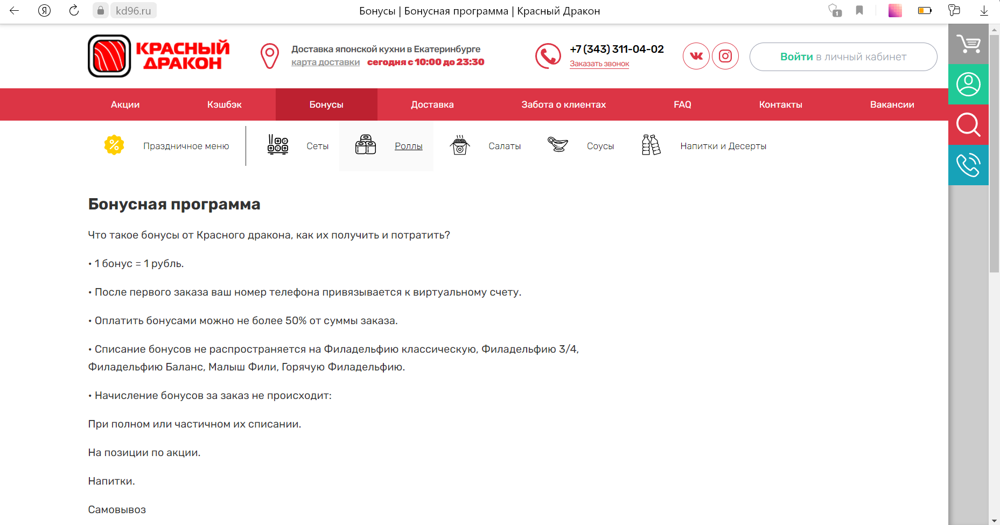 Я
kd96.ru
Бонусы | Бонусная программа | Красный Дракон
1
КРАСНЫЙ
ДРАКОН
Доставка японской кухни в Екатеринбурге
карта доставки сегодня с 10:00 до 23:30
+7 (343) 311-04-02
Заказать звонок
Войти в личный кабинет
Акции Кэшбэк Бонусы Доставка Забота о клиентах FAQ Контакты Вакансии
Праздничное меню Сеты Роллы Салаты Соусы Напитки и Десерты
Бонусная программа
Что такое бонусы от Красного дракона, как их получить и потратить?
• 1 бонус = 1 рубль.
• После первого заказа ваш номер телефона привязывается к виртуальному счету.
• Оплатить бонусами можно не более 50% от суммы заказа.
• Списание бонусов не распространяется на Филадельфию классическую, Филадельфию 3/4,
Филадельфию Баланс, Малыш Фили, Горячую Филадельфию.
• Начисление бонусов за заказ не происходит:
При полном или частичном их списании.
На позиции по акции.
Напитки.
Самовывоз